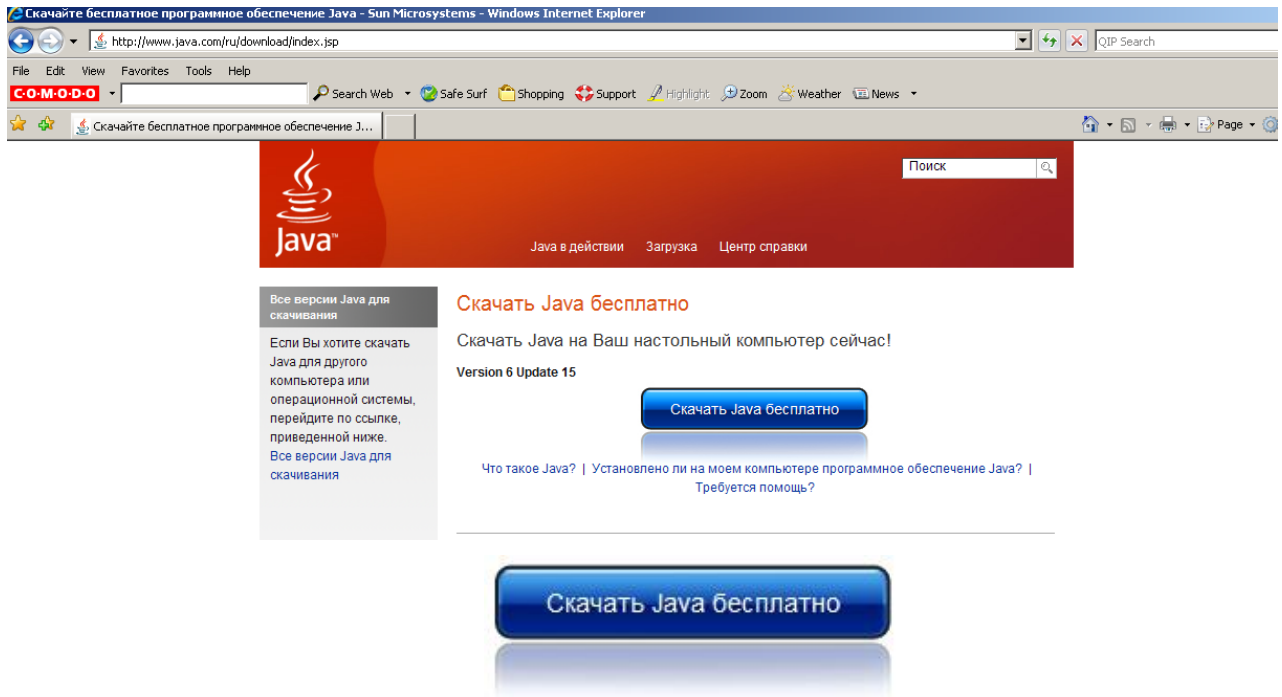 Скачайте бесплатное программное обеспечение Java - Sun Microsystems - Windows Internet Explorer
http://www.java.com/ru/download/index.jsp
QIP Search
File Edit View Favorites Tools Help
C·O·M·O·D·O Search Web Safe Surf Shopping Support Highlight Zoom Weather News
Скачайте бесплатное программное обеспечение J... Page
Поиск
Java™
Java в действии Загрузка Центр справки
Все версии Java для
скачивания
Если Вы хотите скачать
Java для другого
компьютера или
операционной системы,
перейдите по ссылке,
приведенной ниже.
Все версии Java для
скачивания
Скачать Java бесплатно
Скачать Java на Ваш настольный компьютер сейчас!
Version 6 Update 15
Скачать Java бесплатно
Что такое Java? | Установлено ли на моем компьютере программное обеспечение Java? |
Требуется помощь?
Скачать Java бесплатно